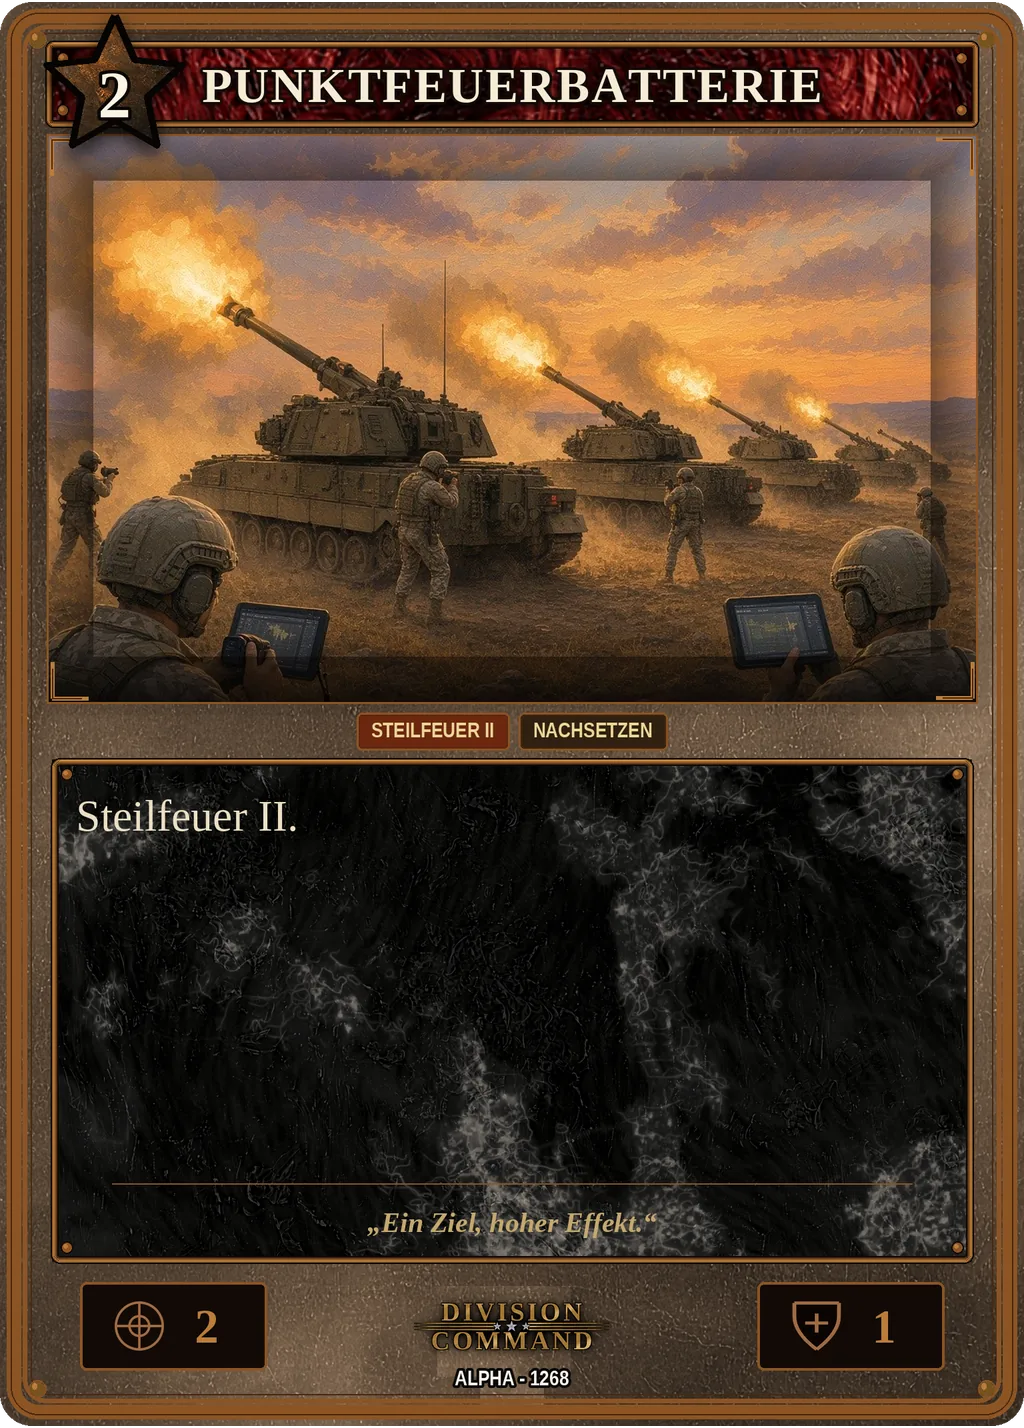 2
PUNKTFEUERBATTERIE
STEILFEUER II
NACHSETZEN
Steilfeuer II.
„Ein Ziel, hoher Effekt.“
2
DIVISION
COMMAND
1
ALPHA - 1268